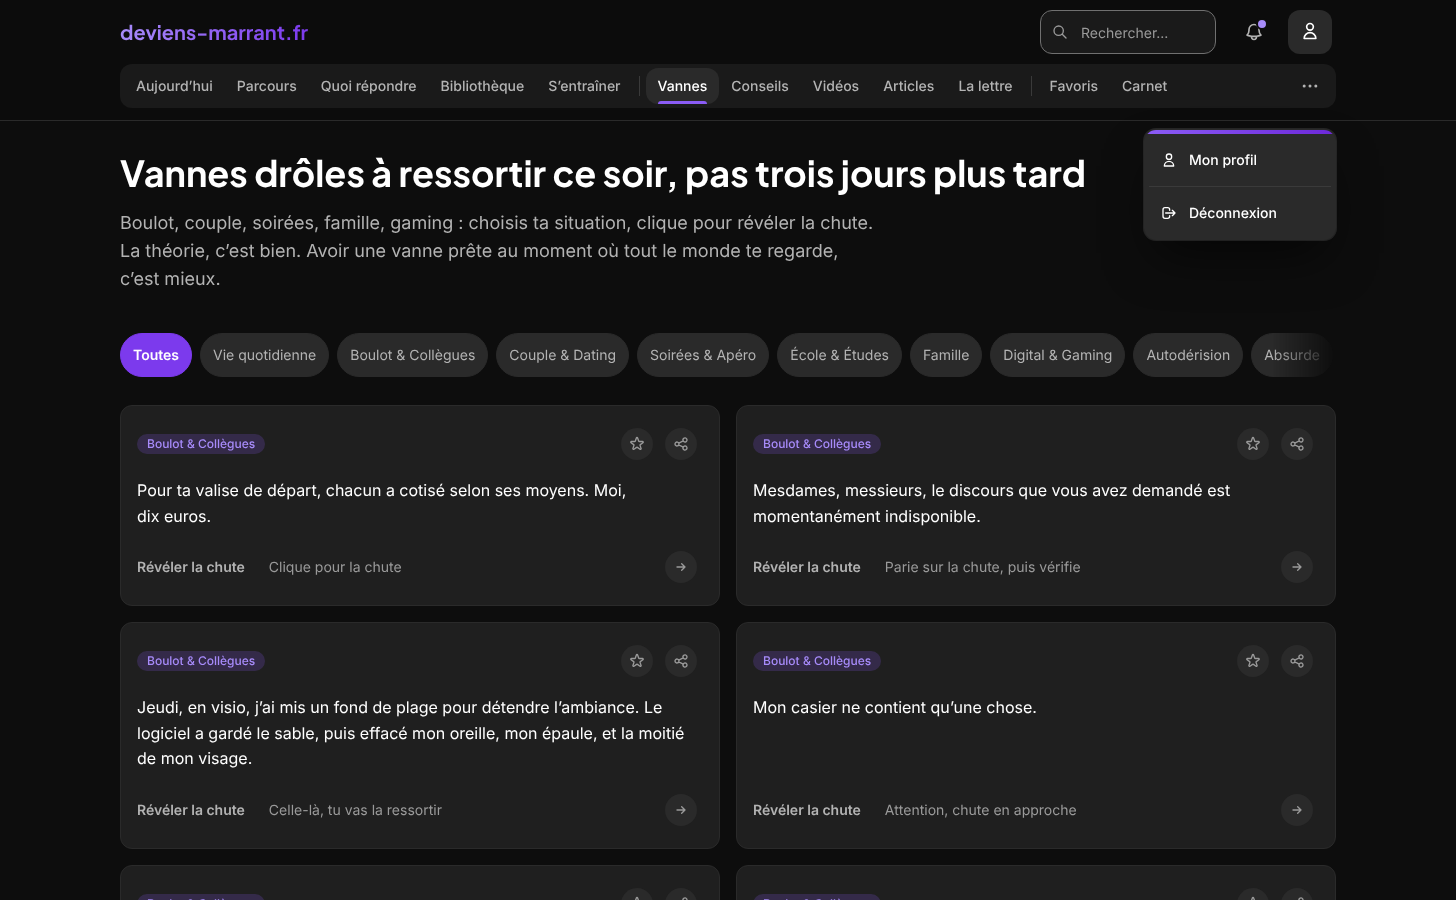 deviens-marrant.fr
Rechercher...
Aujourd’hui Parcours Quoi répondre Bibliothèque S’entraîner Vannes Conseils Vidéos Articles La lettre Favoris Carnet
Mon profil
Déconnexion
Vannes drôles à ressortir ce soir, pas trois jours plus tard
Boulot, couple, soirées, famille, gaming : choisis ta situation, clique pour révéler la chute.
La théorie, c’est bien. Avoir une vanne prête au moment où tout le monde te regarde,
c’est mieux.
Toutes Vie quotidienne Boulot & Collègues Couple & Dating Soirées & Apéro École & Études Famille Digital & Gaming Autodérision Absurde
Boulot & Collègues
Pour ta valise de départ, chacun a cotisé selon ses moyens. Moi,
dix euros.
Révéler la chute Clique pour la chute
Boulot & Collègues
Mesdames, messieurs, le discours que vous avez demandé est
momentanément indisponible.
Révéler la chute Parie sur la chute, puis vérifie
Boulot & Collègues
Jeudi, en visio, j’ai mis un fond de plage pour détendre l’ambiance. Le
logiciel a gardé le sable, puis effacé mon oreille, mon épaule, et la moitié
de mon visage.
Révéler la chute Celle-là, tu vas la ressortir
Boulot & Collègues
Mon casier ne contient qu’une chose.
Révéler la chute Attention, chute en approche